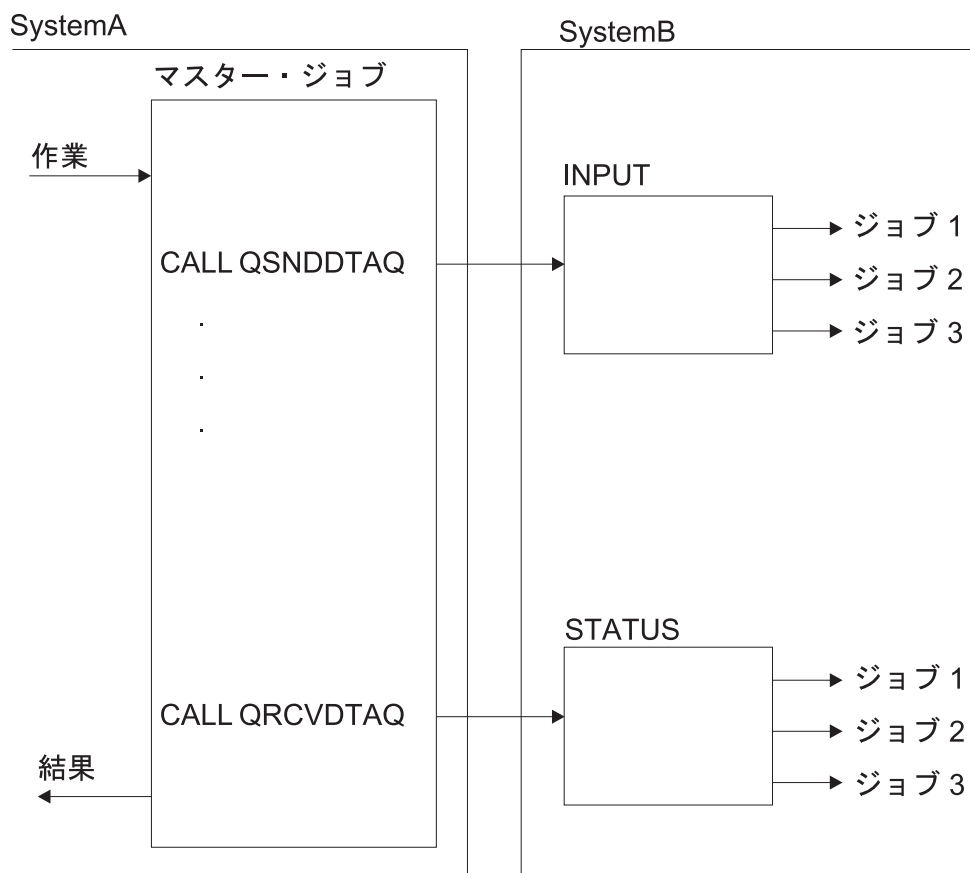 SystemA
SystemB
マスター・ジョブ
作業
INPUT
ジョブ 1
CALL QSNDDTAQ
ジョブ 2
.
ジョブ 3
.
.
STATUS
ジョブ 1
CALL QRCVDTAQ
ジョブ 2
結果
ジョブ 3